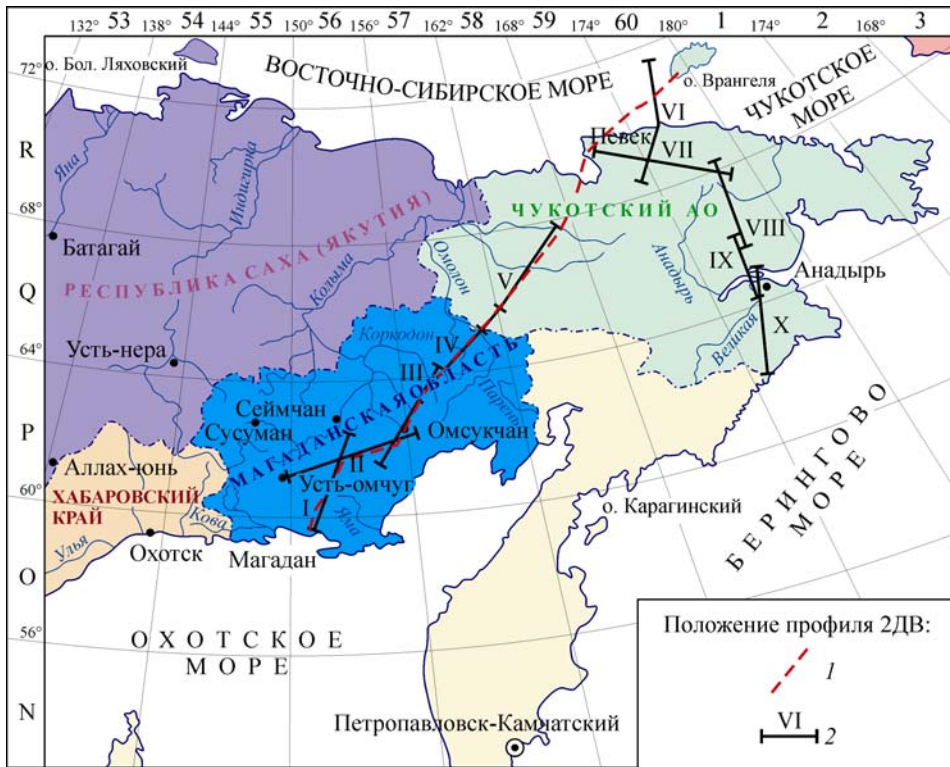 53 54 55 56 57 58 59 60 1 2 3
132° 138° 144° 150° 156° 162° 168° 174° 180° 174° 168°
72°
о. Бол. Ляховский
ВОСТОЧНО-СИБИРСКОЕ МОРЕ
о. Врангеля
ЧУКОТСКОЕ
МОРЕ
R
Певек
VI
VII
Яна
Индигирка
68°
ЧУКОТСКИЙ АО
Батагай
РЕСПУБЛИКА САХА (ЯКУТИЯ)
Колыма
Омолон
Анадырь
VIII
IX
Анадырь
Q
V
X
Великая
64°
Усть-нера
Коркодон
IV
III
МАГАДАНСКАЯ ОБЛАСТЬ
Парень
Сеймчан
Сусуман
Омсукчан
P
II
Аллах-юнь
Усть-омчуг
60°
ХАБАРОВСКИЙ
КРАЙ
I
Яма
Кова
Улья
Охотск
Магадан
о. Карагинский
БЕРИНГОВО
МОРЕ
O
56°
ОХОТСКОЕ
МОРЕ
N
Петропавловск-Камчатский
Положение профиля 2ДВ:
1
VI 2